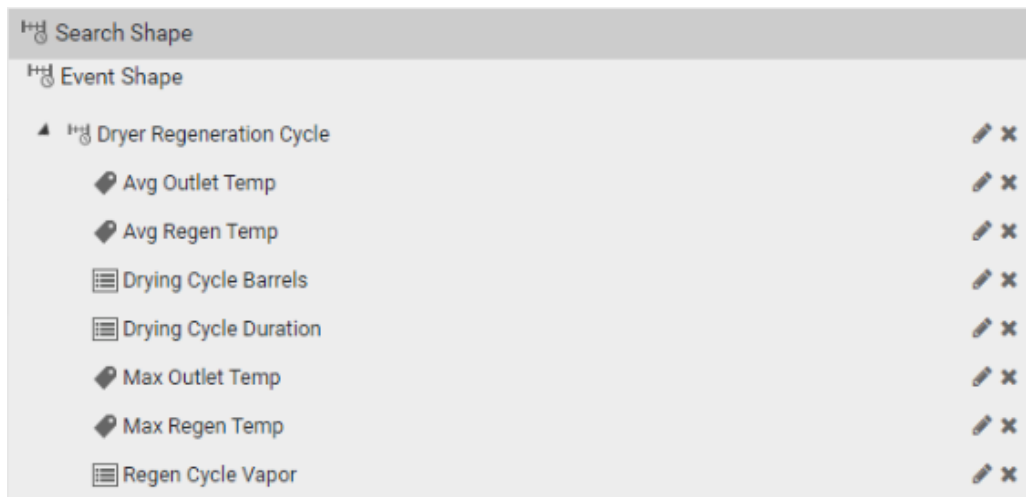 Search Shape
Event Shape
Dryer Regeneration Cycle
Avg Outlet Temp
Avg Regen Temp
Drying Cycle Barrels
Drying Cycle Duration
Max Outlet Temp
Max Regen Temp
Regen Cycle Vapor